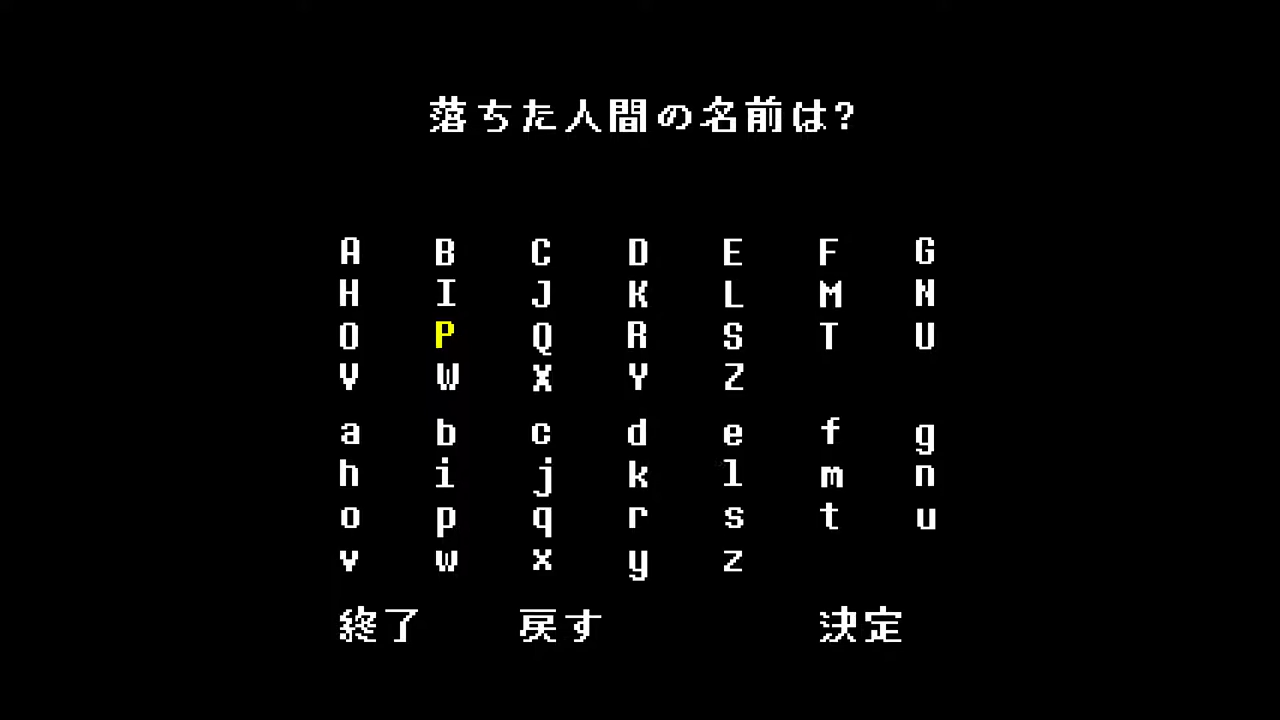 落ちた人間の名前は?
A B C D E F G
H I J K L M N
O P Q R S T U
V W X Y Z
a b c d e f g
h i j k l m n
o p q r s t u
v w x y z
終了 戻す 決定